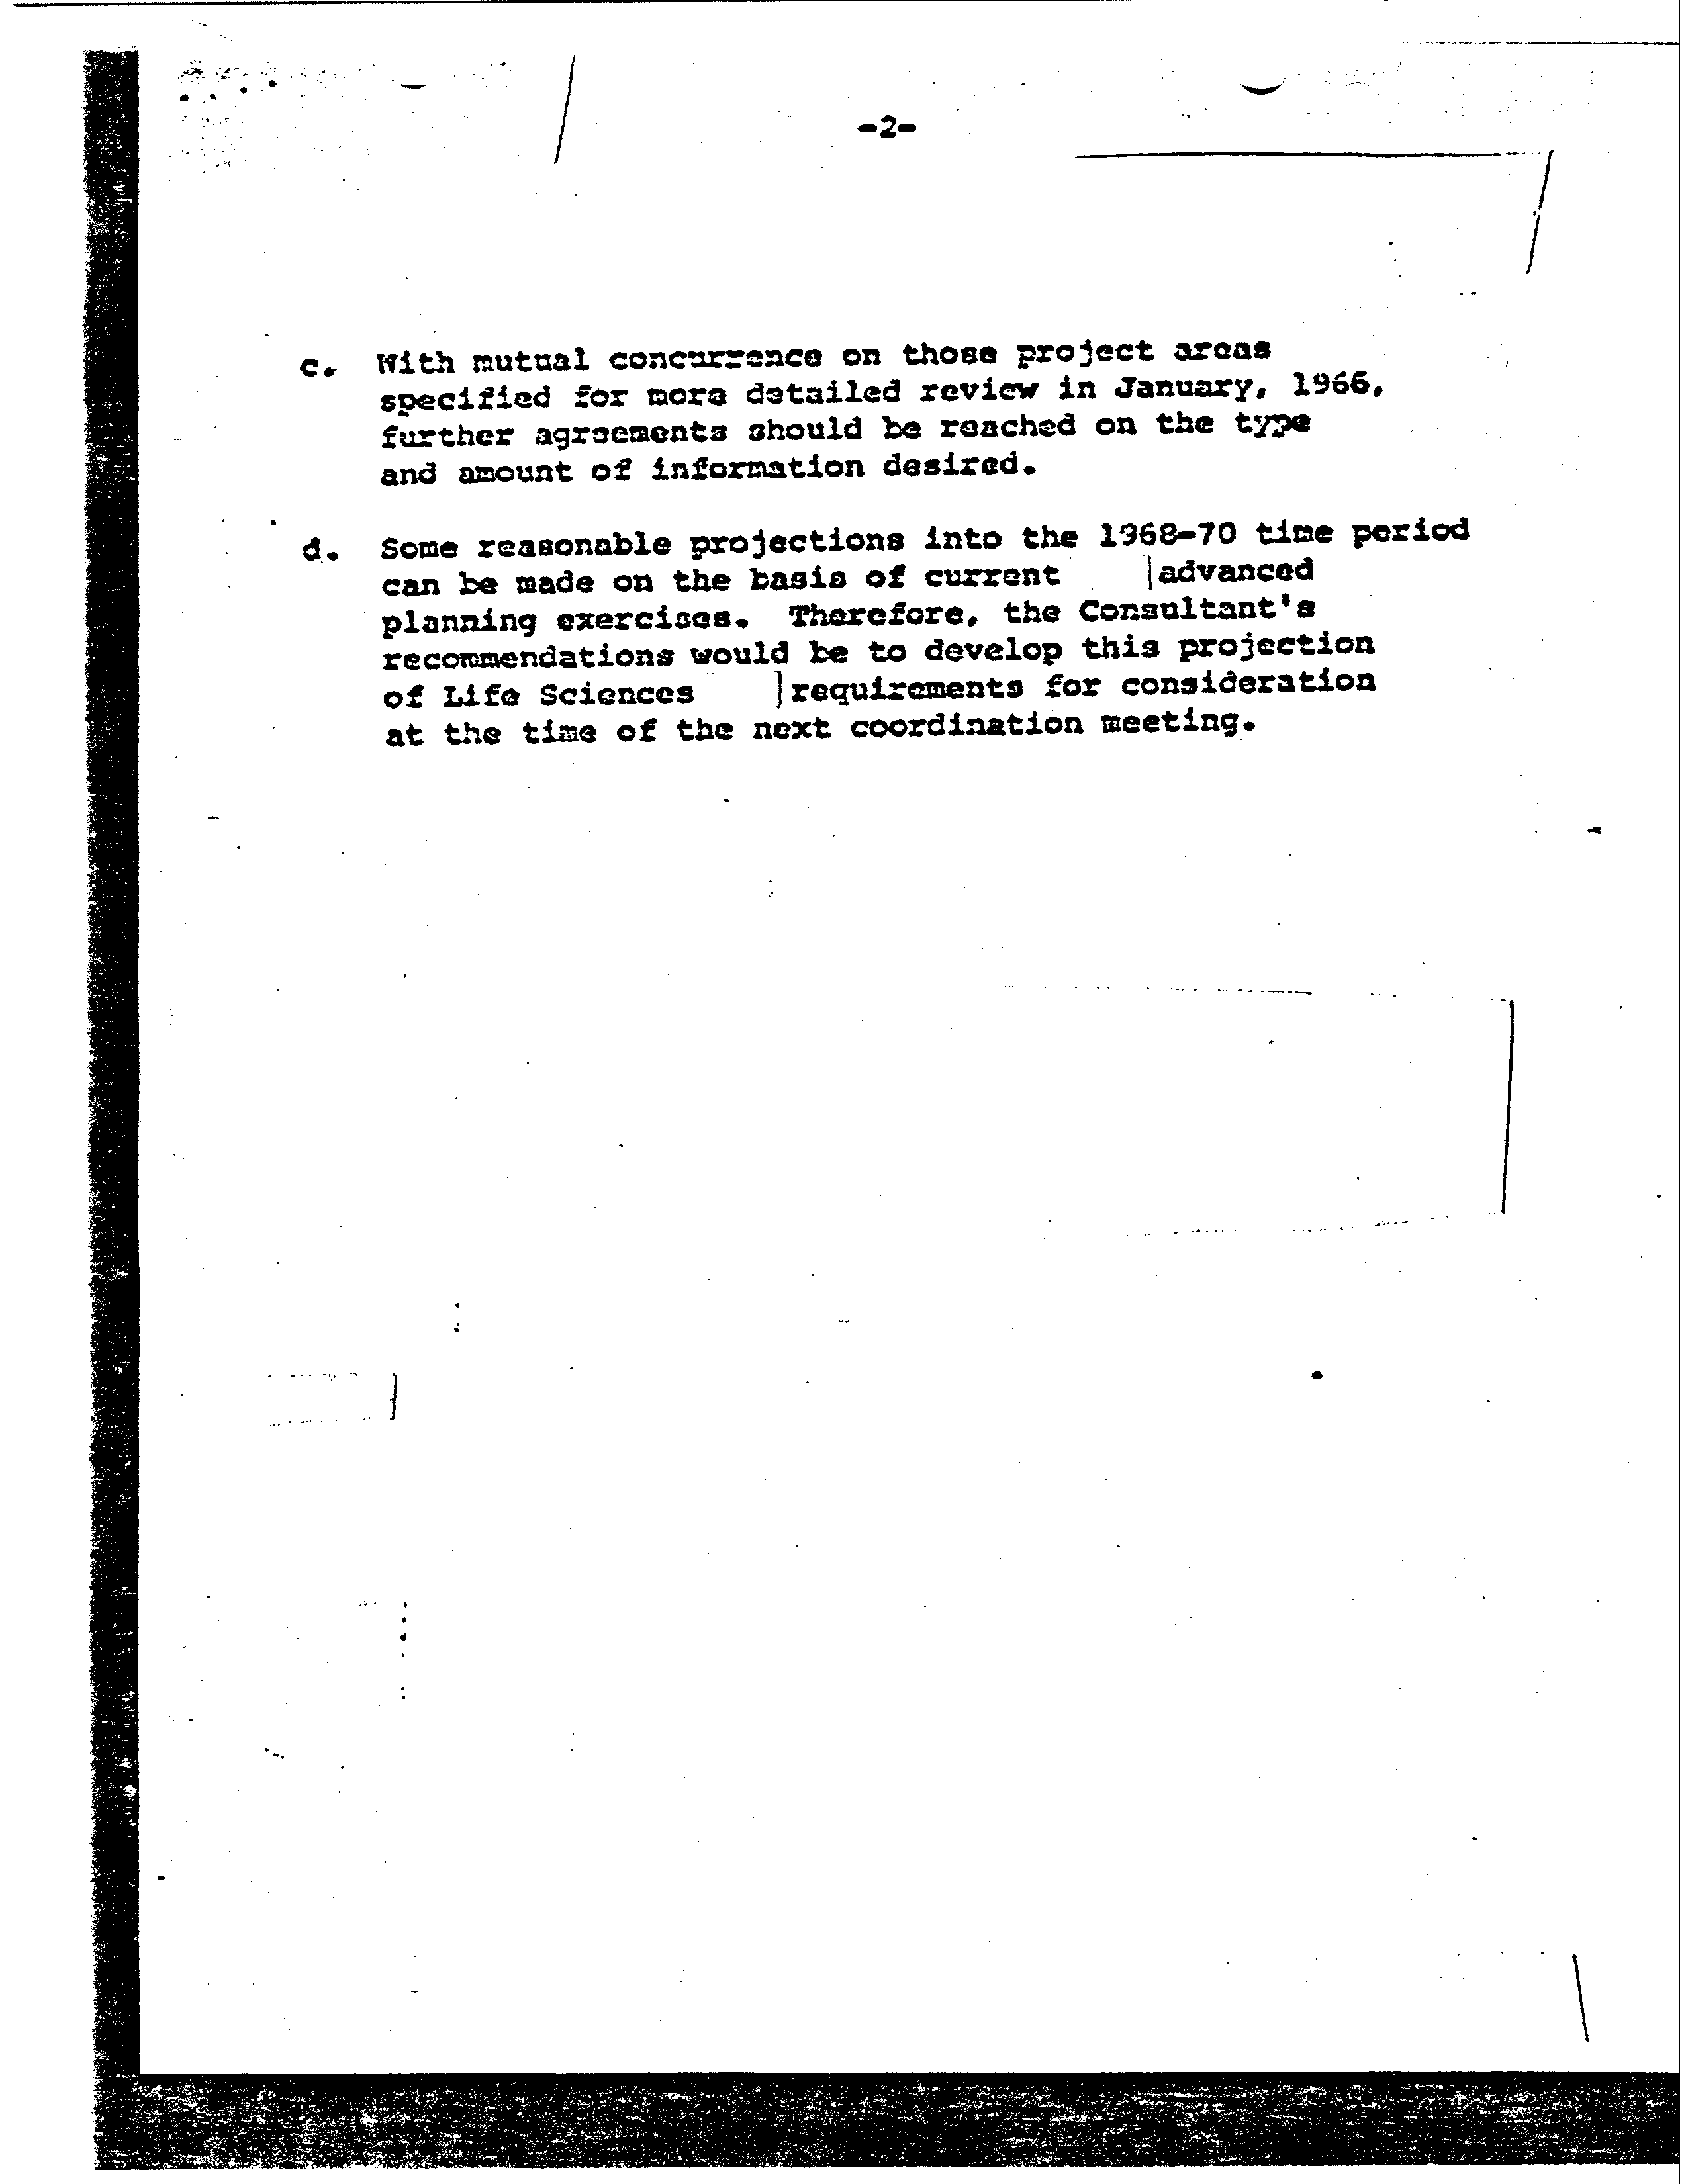 -2-
c. With mutual concurrence on those project areas
specified for more detailed review in January, 1966,
further agreements should be reached on the type
and amount of information desired.
d. Some reasonable projections into the 1968-70 time period
can be made on the basis of current advanced
planning exercises. Therefore, the Consultant's
recommendations would be to develop this projection
of Life Sciences requirements for consideration
at the time of the next coordination meeting.